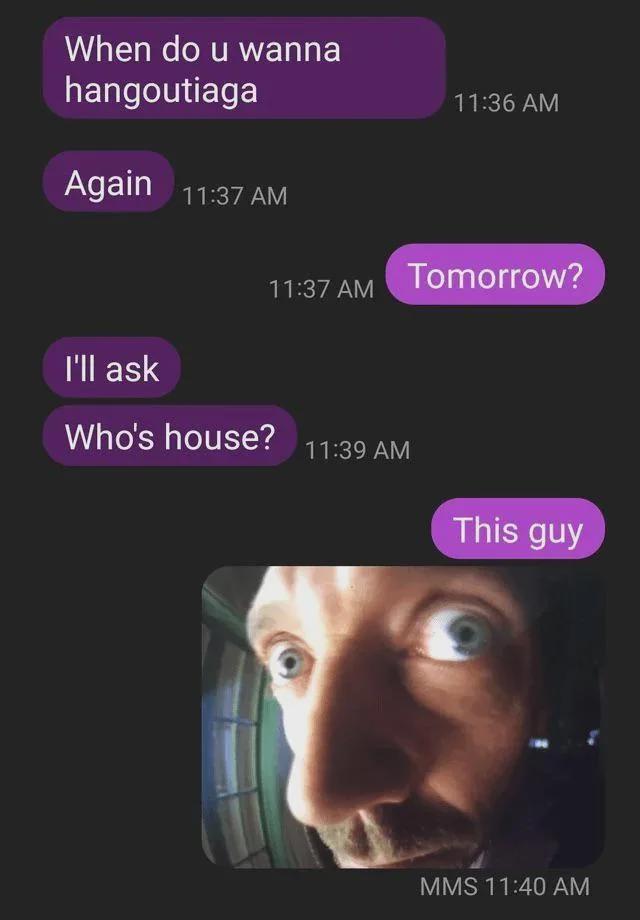 When do u wanna
hangoutiaga
11:36 AM
Again
11:37 AM
11:37 AM
Tomorrow?
I'll ask
Who's house?
11:39 AM
This guy
MMS 11:40 AM